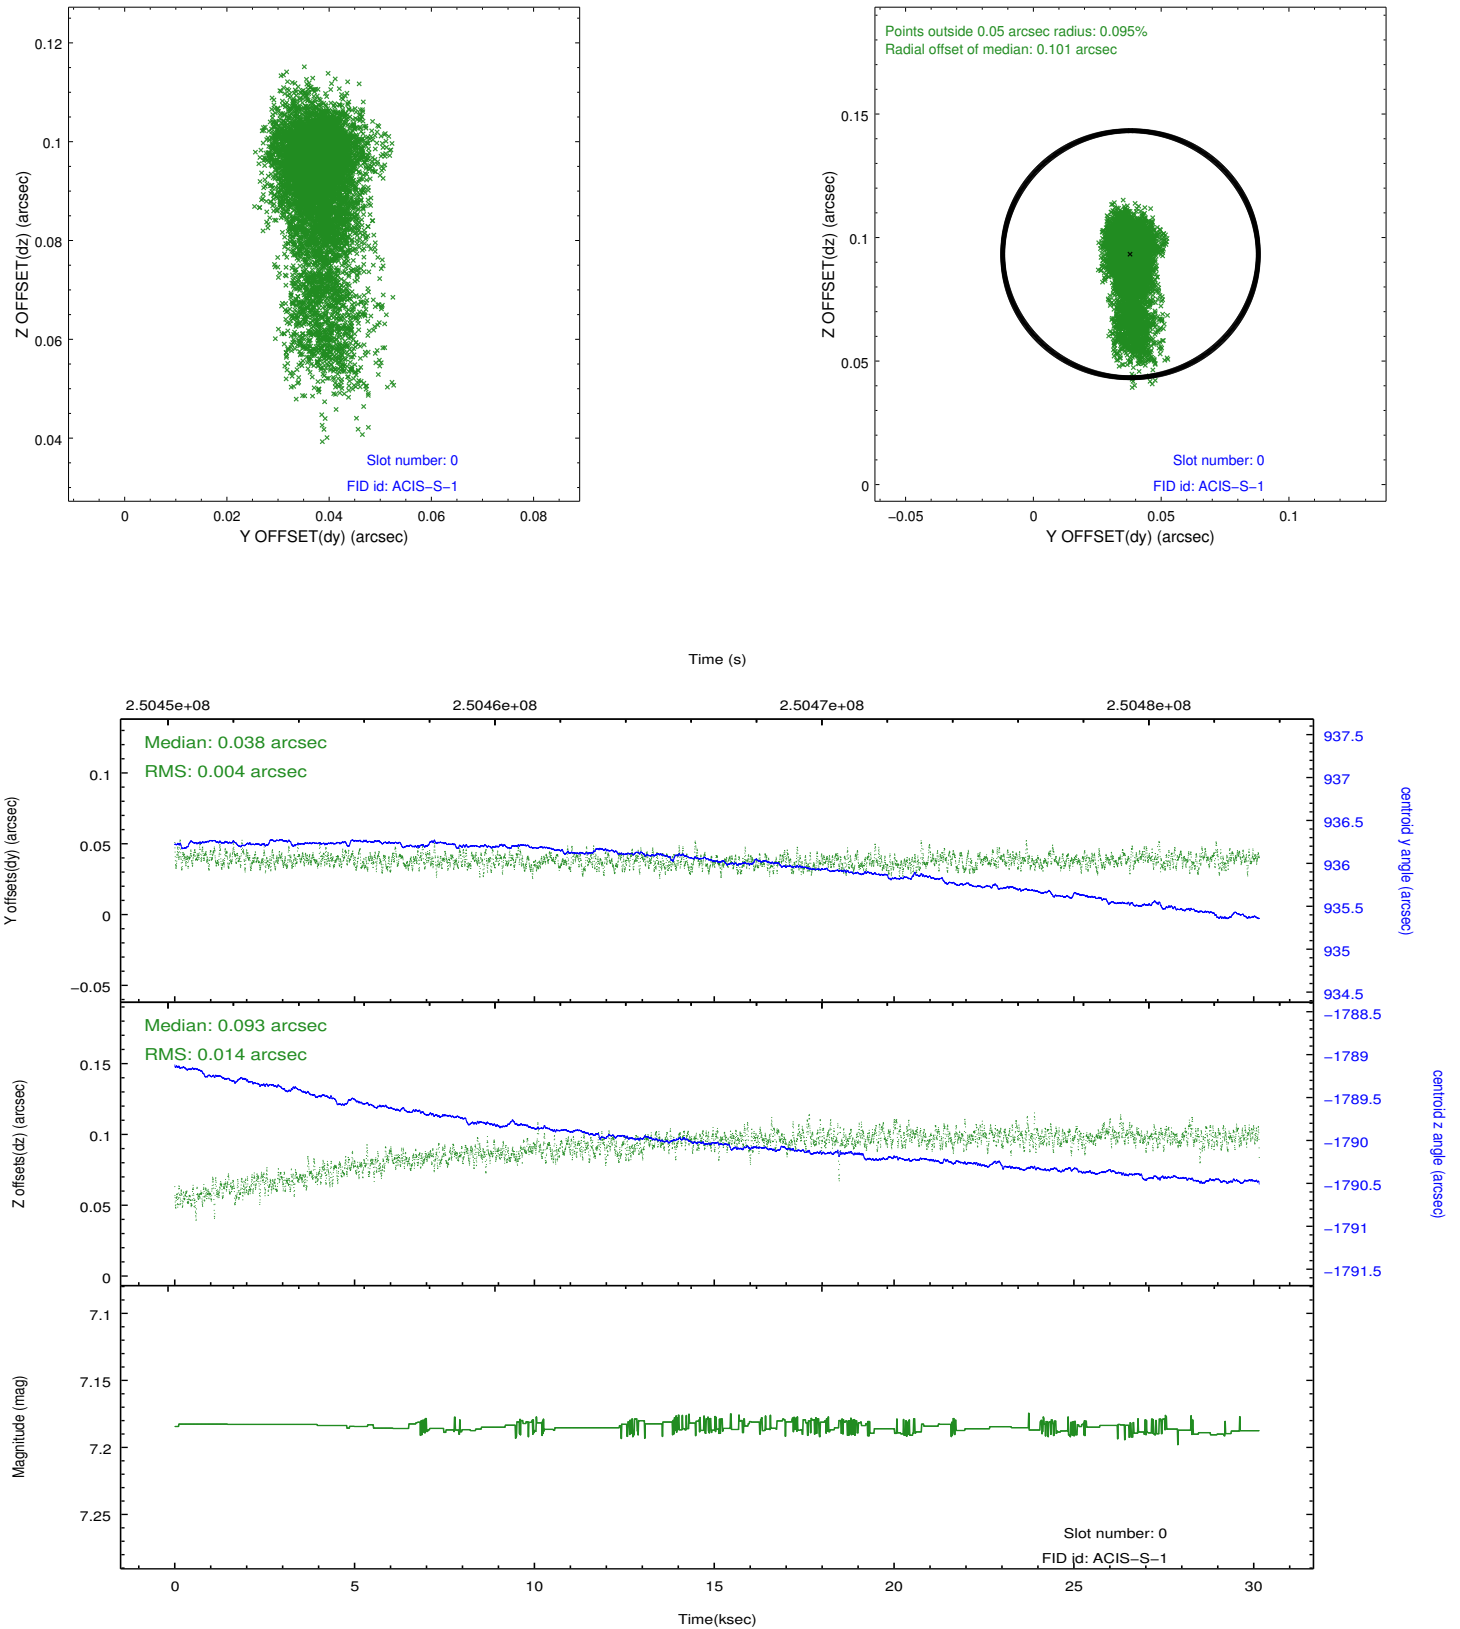 0.12
0.1
0.08
0.06
0.04
Z OFFSET(dz) (arcsec)
Slot number: 0
FID id: ACIS−S−1
0
0.02
0.04
0.06
0.08
Y OFFSET(dy) (arcsec)
Points outside 0.05 arcsec radius: 0.095%
Radial offset of median: 0.101 arcsec
0.15
0.1
0.05
0
Z OFFSET(dz) (arcsec)
Slot number: 0
FID id: ACIS−S−1
−0.05
0
0.05
0.1
Y OFFSET(dy) (arcsec)
Time (s)
2.5045e+08
2.5046e+08
2.5047e+08
2.5048e+08
Median: 0.038 arcsec
RMS: 0.004 arcsec
0.1
0.05
0
−0.05
Y offsets(dy) (arcsec)
937.5
937
936.5
936
935.5
935
934.5
centroid y angle (arcsec)
Median: 0.093 arcsec
RMS: 0.014 arcsec
0.15
0.1
0.05
0
Z offsets(dz) (arcsec)
−1788.5
−1789
−1789.5
−1790
−1790.5
−1791
−1791.5
centroid z angle (arcsec)
7.1
7.15
7.2
7.25
Magnitude (mag)
Slot number: 0
FID id: ACIS−S−1
0
5
10
15
20
25
30
Time(ksec)